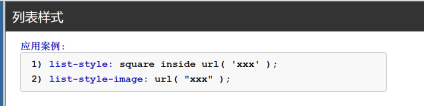 列表样式
应用案例:
1) list-style: square inside url( 'xxx' );
2) list-style-image: url( "xxx" );